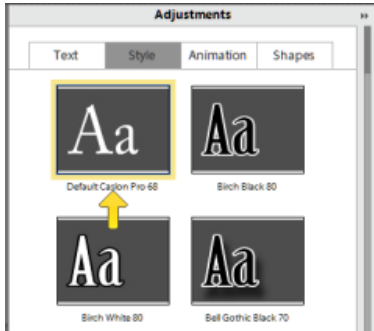 Adjustments
Text Style Animation Shapes
Aa Aa
Default Caslon Pro 68 Birch Black 80
Aa Aa
Birch White 80 Bell Gothic Black 70